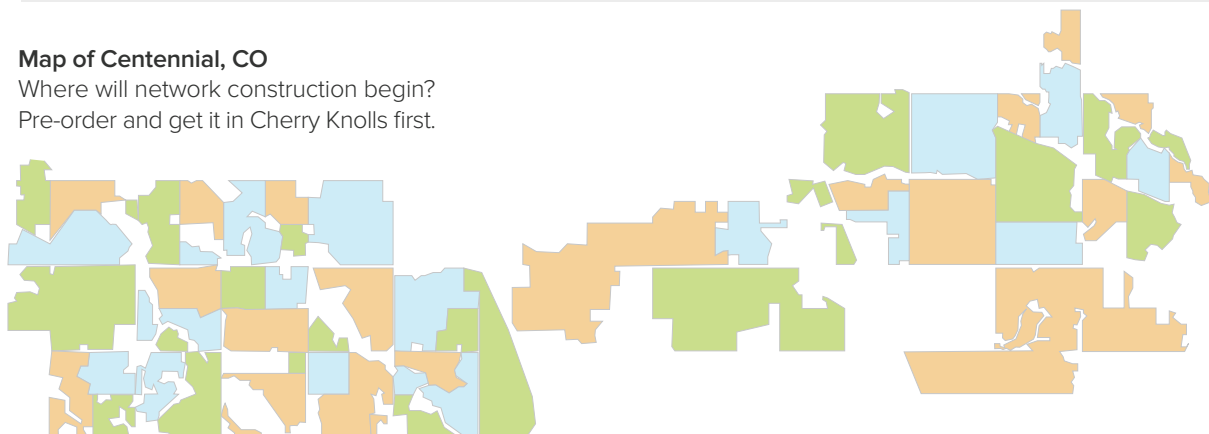 Map of Centennial, CO
Where will network construction begin?
Pre-order and get it in Cherry Knolls first.